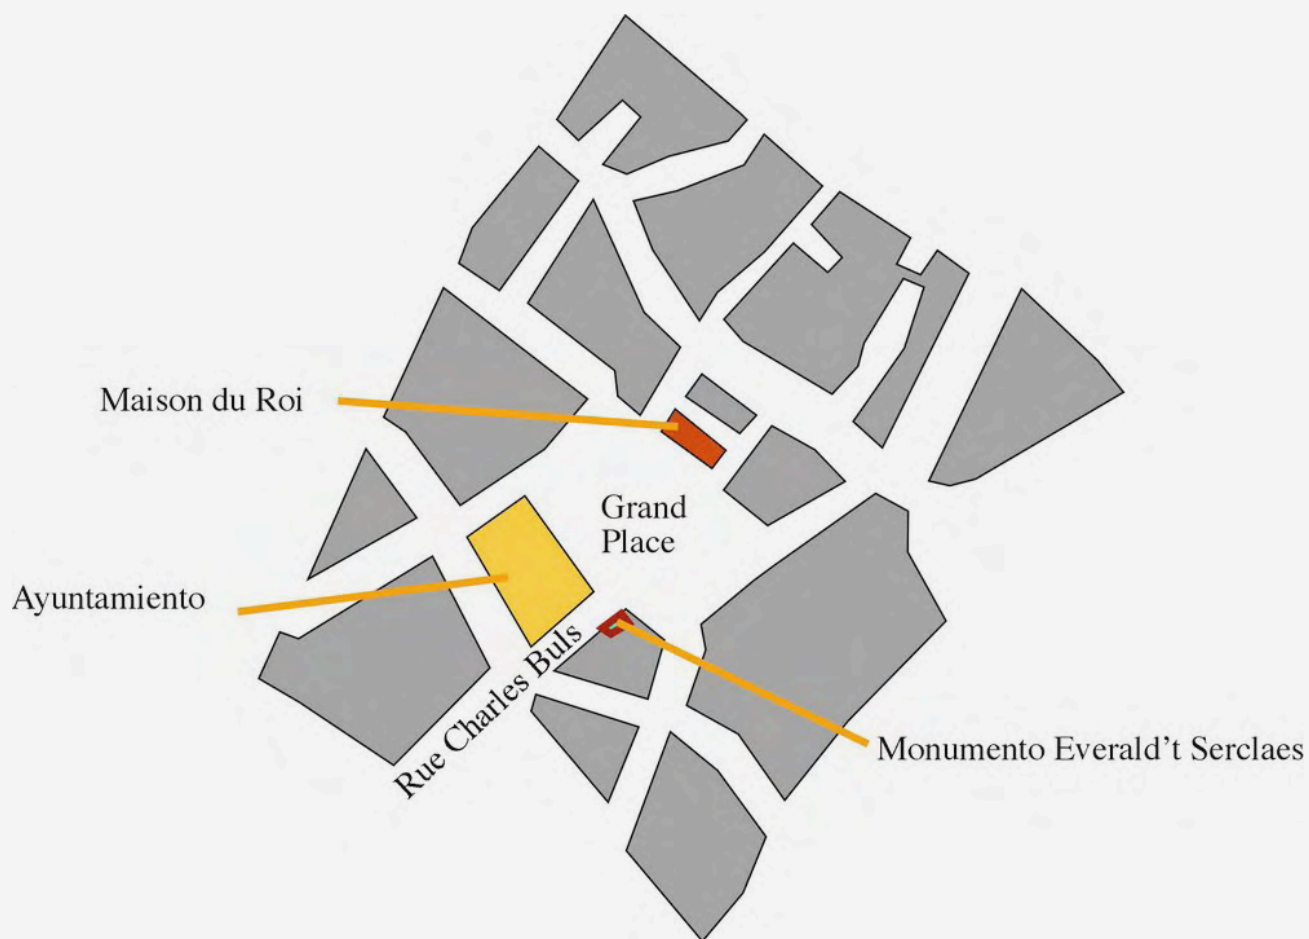 Maison du Roi
Grand
Place
Ayuntamiento
Rue Charles Buls
Monumento Everald’t Serclaes